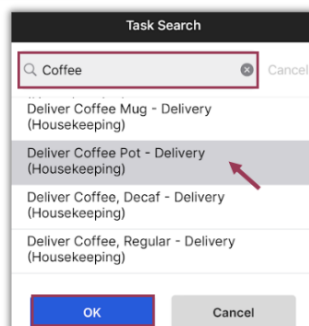 Task Search
Coffee
Cancel
Deliver Coffee Mug - Delivery
(Housekeeping)
Deliver Coffee Pot - Delivery
(Housekeeping)
Deliver Coffee, Decaf - Delivery
(Housekeeping)
Deliver Coffee, Regular - Delivery
(Housekeeping)
OK
Cancel